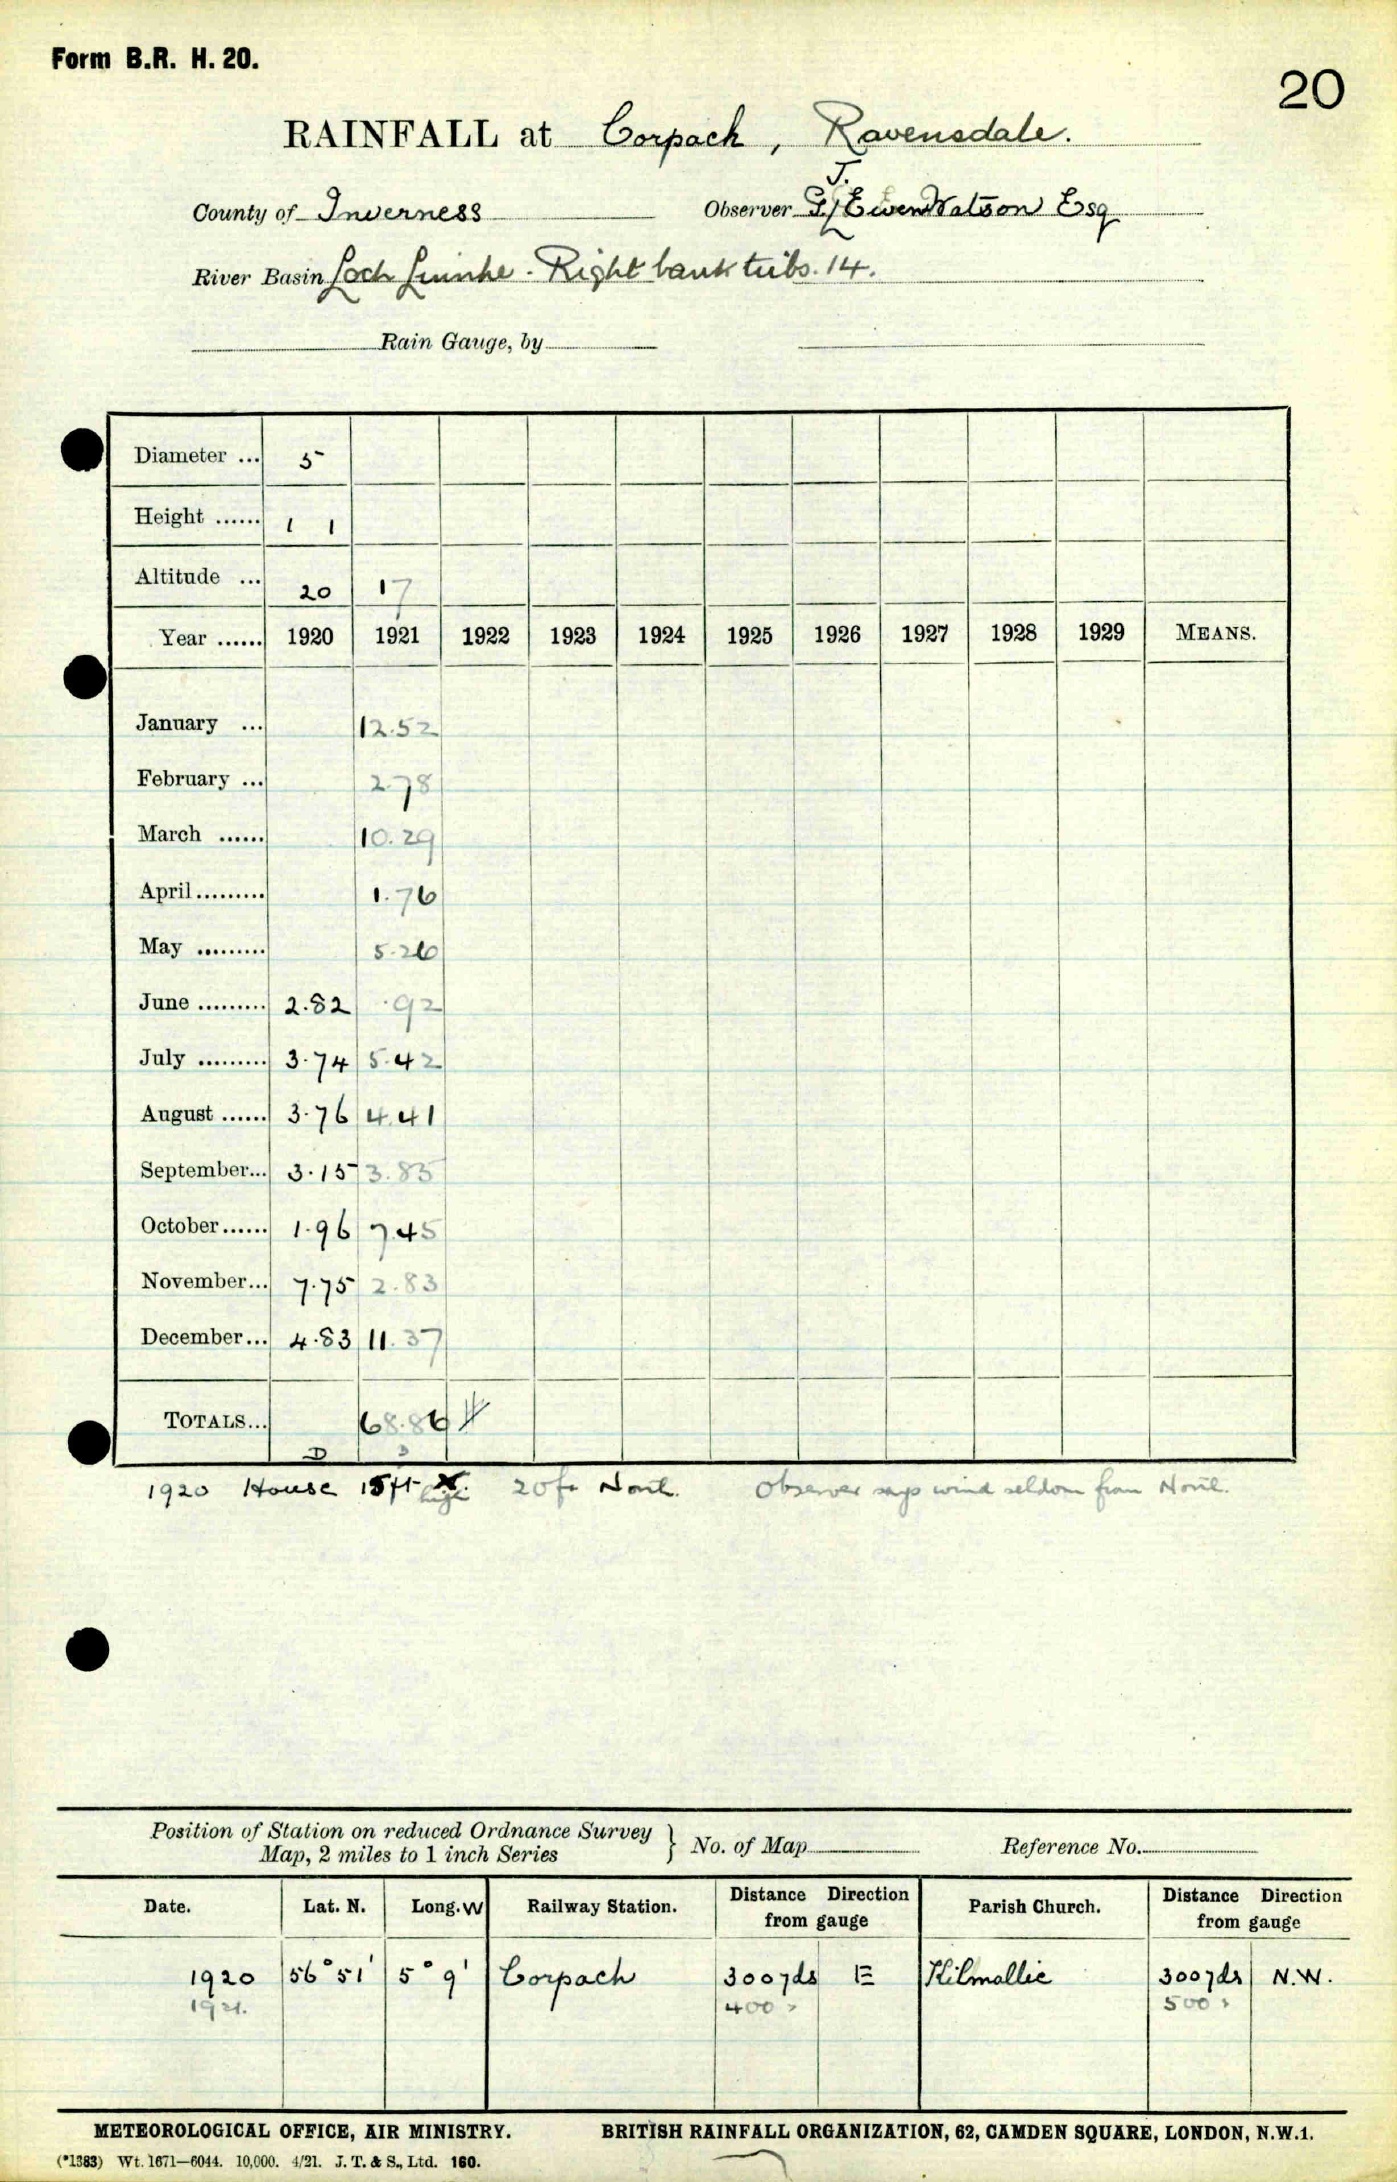 Form B.R. H. 20.
20
RAINFALL at Corpach, Ravensdale.
J.
County of Inverness Observer Ewen Watson Esq
River Basin Loch Linnhe - Right bank tribs. 14.
Rain Gauge, by
Diameter ... 5
Height ...... 1 1
Altitude ... 20 17
Year ...... 1920 1921 1922 1923 1924 1925 1926 1927 1928 1929 MEANS.
January ... 12.52
February ... 2.78
March ...... 10.29
April ......... 1.76
May ......... 5.26
June ......... 2.82 .92
July ......... 3.74 5.42
August ...... 3.76 4.41
September... 3.15 3.85
October ...... 1.96 7.45
November... 7.75 2.83
December... 4.83 11.37
TOTALS... 68.86
D D
1920 House 15ft high 20ft North. Observer says wind seldom from North.
Position of Station on reduced Ordnance Survey
Map, 2 miles to 1 inch Series } No. of Map Reference No.
Date. Lat. N. Long. W Railway Station. Distance Direction from gauge Parish Church. Distance Direction from gauge
1920 56° 51' 5° 9' Corpach 300yds E Kilmallie 300yds N.W.
1921. 400 " 500 "
METEOROLOGICAL OFFICE, AIR MINISTRY. BRITISH RAINFALL ORGANIZATION, 62, CAMDEN SQUARE, LONDON, N.W.1.
(*1383) Wt. 1671—6044. 10,000. 4/21. J. T. & S., Ltd. 160.